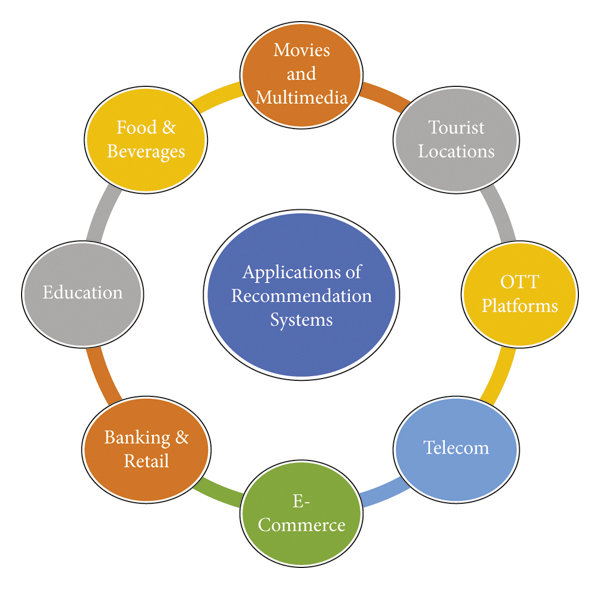 Movies
and
Multimedia
Tourist
Locations
OTT
Platforms
Telecom
E-
Commerce
Banking &
Retail
Education
Food &
Beverages
Applications of
Recommendation
Systems